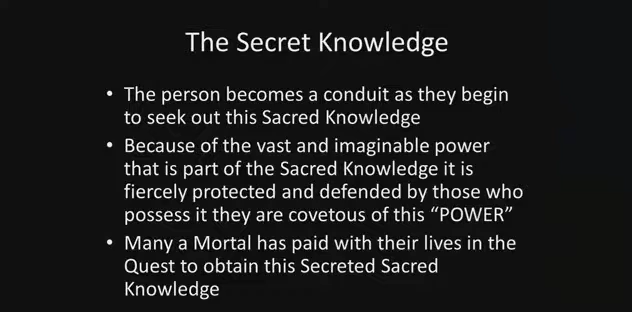 The Secret Knowledge
• The person becomes a conduit as they begin
to seek out this Sacred Knowledge
• Because of the vast and imaginable power
that is part of the Sacred Knowledge it is
fiercely protected and defended by those who
possess it they are covetous of this “POWER”
• Many a Mortal has paid with their lives in the
Quest to obtain this Secreted Sacred
Knowledge